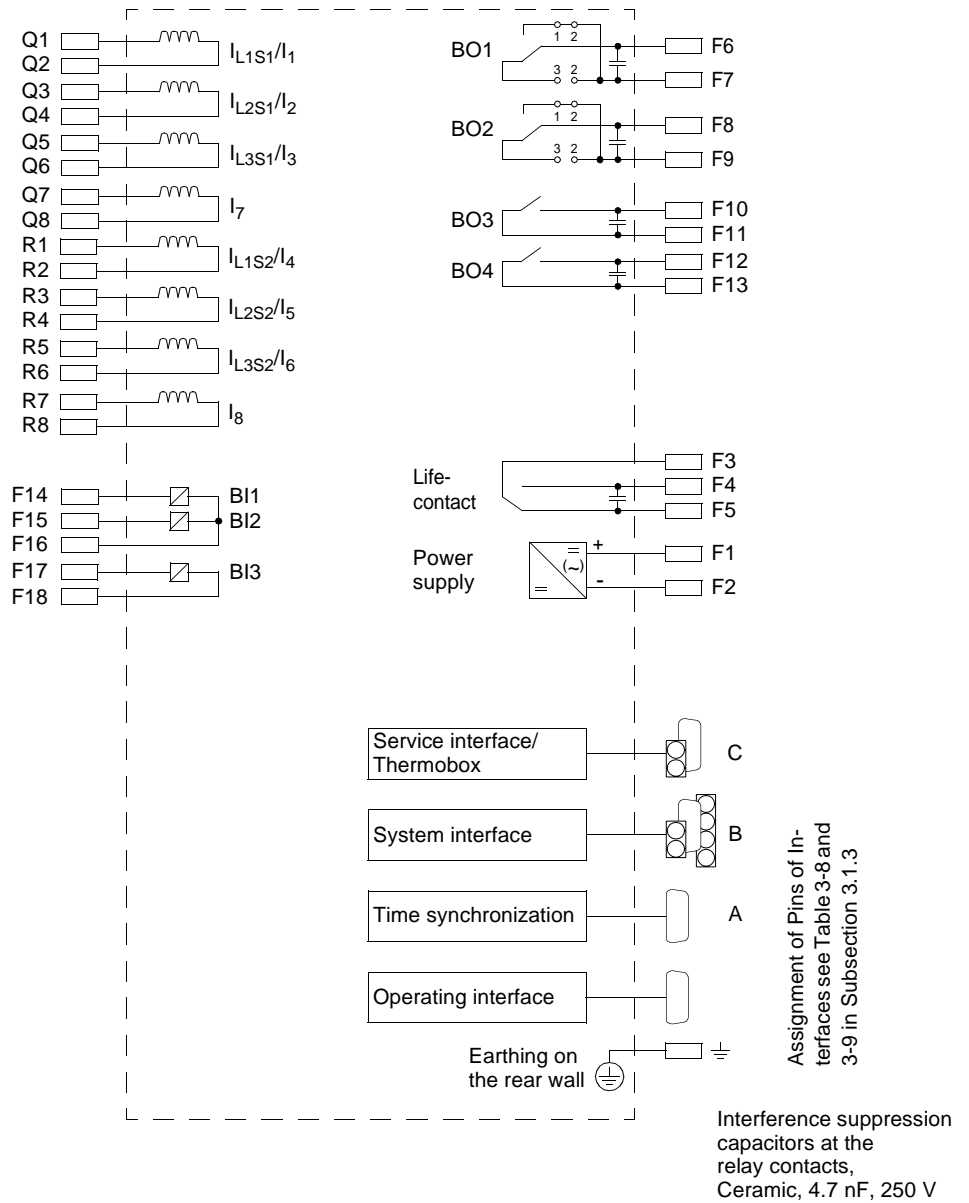 Q1
Q2
I_L1S1/I_1
Q3
Q4
I_L2S1/I_2
Q5
Q6
I_L3S1/I_3
Q7
Q8
I_7
R1
R2
I_L1S2/I_4
R3
R4
I_L2S2/I_5
R5
R6
I_L3S2/I_6
R7
R8
I_8
F14
BI1
F15
BI2
F16
F17
BI3
F18
BO1
1 2
3 2
F6
F7
BO2
1 2
3 2
F8
F9
BO3
F10
F11
BO4
F12
F13
Life-
contact
F3
F4
F5
Power
supply
=
(~)
=
+
-
F1
F2
Service interface/
Thermobox
C
System interface
B
Time synchronization
A
Operating interface
Earthing on
the rear wall
Assignment of Pins of In-
terfaces see Table 3-8 and
3-9 in Subsection 3.1.3
Interference suppression
capacitors at the
relay contacts,
Ceramic, 4.7 nF, 250 V